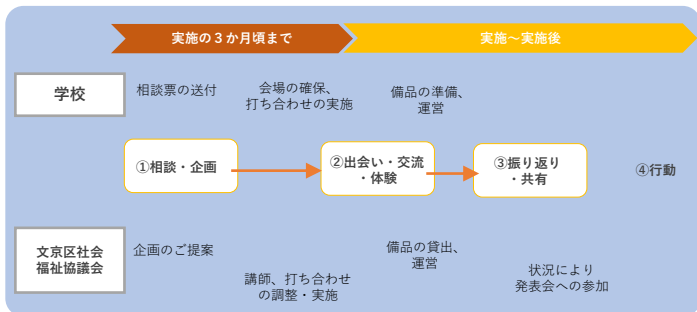 実施の3か月頃まで
実施～実施後
学校
相談票の送付
会場の確保、
打ち合わせの実施
備品の準備、
運営
①相談・企画
②出会い・交流
・体験
③振り返り
・共有
④行動
文京区社会
福祉協議会
企画のご提案
講師、打ち合わせ
の調整・実施
備品の貸出、
運営
状況により
発表会への参加